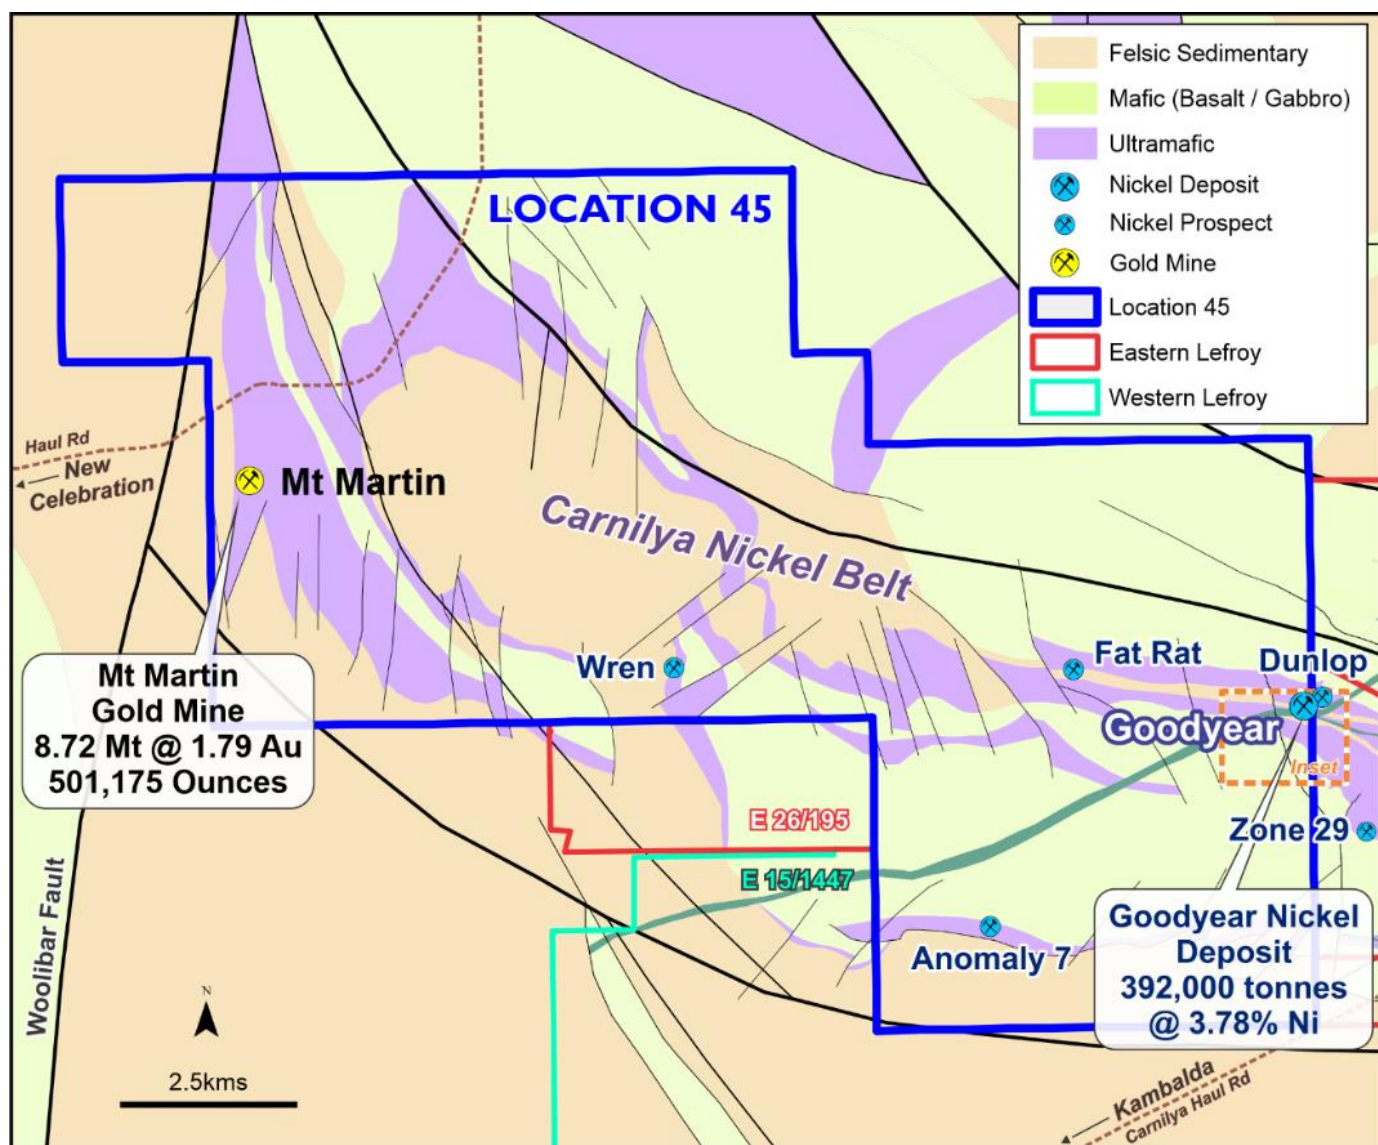 Felsic Sedimentary
Mafic (Basalt / Gabbro)
Ultramafic
Nickel Deposit
Nickel Prospect
Gold Mine
Location 45
Eastern Lefroy
Western Lefroy
LOCATION 45
Haul Rd
New
Celebration
Mt Martin
Carnilya Nickel Belt
Wren
Fat Rat
Dunlop
Goodyear
Inset
Mt Martin
Gold Mine
8.72 Mt @ 1.79 Au
501,175 Ounces
E 26/195
E 15/1447
Zone 29
Anomaly 7
Goodyear Nickel
Deposit
392,000 tonnes
@ 3.78% Ni
Woolibar Fault
N
2.5kms
Kambalda
Carnilya Haul Rd